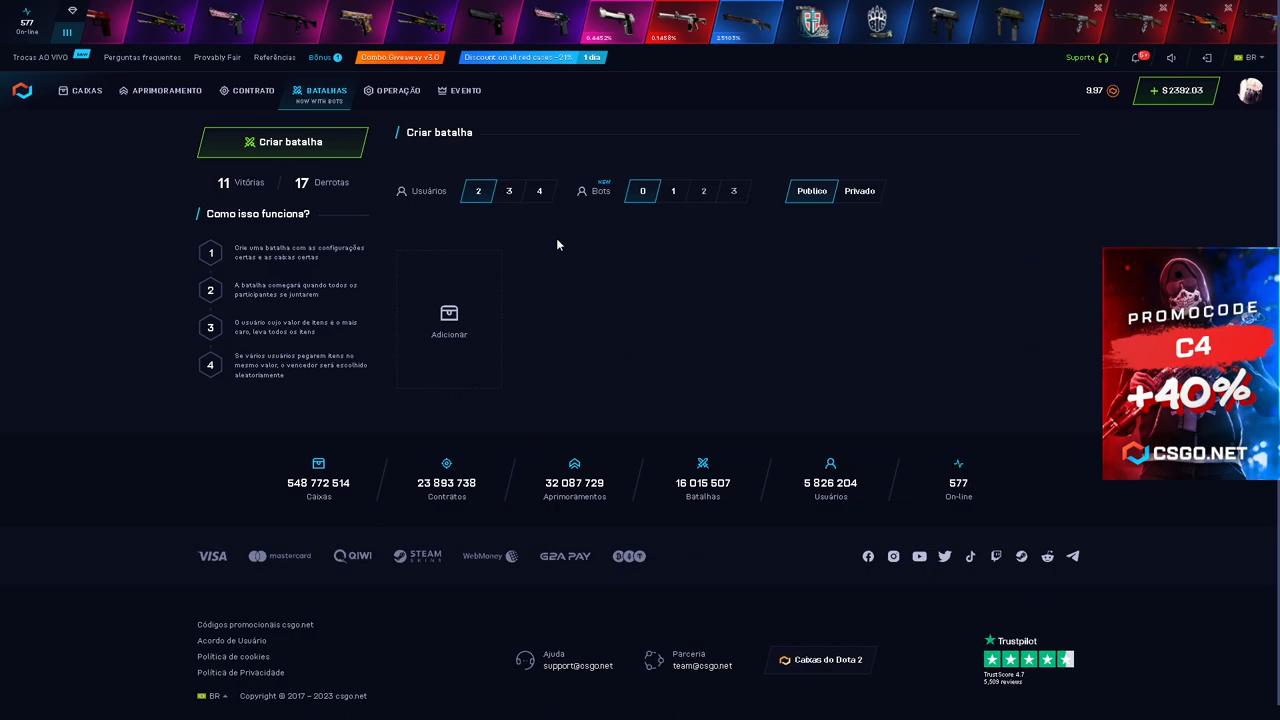 577
On-line
0.4452%
0.1458%
2.5103%
Trocas AO VIVO NEW
Perguntas frequentes
Provably Fair
Referências
Bônus 1
Combo Giveaway v3.0
Discount on all red cases -21% 1 dia
Suporte
5+
BR
CAIXAS
APRIMORAMENTO
CONTRATO
BATALHAS
NOW WITH BOTS
OPERAÇÃO
EVENTO
9.97
+ $ 2392.03
Criar batalha
11 Vitórias / 17 Derrotas
Como isso funciona?
1
Crie uma batalha com as configurações
certas e as caixas certas
2
A batalha começará quando todos os
participantes se juntarem
3
O usuário cujo valor de itens é o mais
caro, leva todos os itens
4
Se vários usuários pegarem itens no
mesmo valor, o vencedor será escolhido
aleatoriamente
Criar batalha
Usuários 2 3 4
NEW
Bots 0 1 2 3
Publico Privado
Adicionar
PROMOCODE
C4
+40%
CSGO.NET
548 772 514
Caixas
23 893 738
Contratos
32 087 729
Aprimoramentos
16 015 507
Batalhas
5 826 204
Usuários
577
On-line
VISA
mastercard
QIWI
STEAM
SKINS
WebMoney
G2A PAY
Códigos promocionais csgo.net
Acordo de Usuário
Política de cookies
Política de Privacidade
BR
Copyright © 2017 – 2023 csgo.net
Ajuda
support@csgo.net
Parceria
team@csgo.net
Caixas do Dota 2
Trustpilot
TrustScore 4.7
5,509 reviews